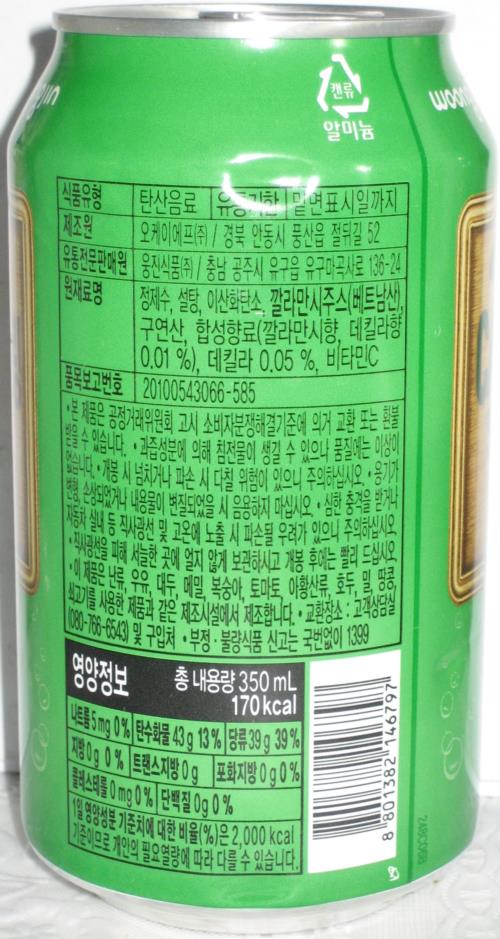 캔류
알미늄
woon
식품유형 탄산음료 유통기한 밑면표시일까지
제조원 오케이에프㈜ / 경북 안동시 풍산읍 절뒤길 52
유통전문판매원 웅진식품㈜ / 충남 공주시 유구읍 유구마곡사로 136-24
원재료명 정제수, 설탕, 이산화탄소, 깔라만시주스(베트남산),
구연산, 합성향료(깔라만시향, 데킬라향
0.01 %), 데킬라 0.05 %, 비타민C
품목보고번호 20100543066-585
• 본 제품은 공정거래위원회 고시 소비자분쟁해결기준에 의거 교환 또는 환불
받을 수 있습니다. • 과즙성분에 의해 침전물이 생길 수 있으나 품질에는 이상이
없습니다. • 개봉 시 넘치거나 파손 시 다칠 위험이 있으니 주의하십시오. • 용기가
변형, 손상되었거나 내용물이 변질되었을 시 음용하지 마십시오. • 심한 충격을 받거나
자동차 실내 등 직사광선 및 고온에 노출 시 파손될 우려가 있으니 주의하십시오.
• 직사광선을 피해 서늘한 곳에 얼지 않게 보관하시고 개봉 후에는 빨리 드십시오.
• 이 제품은 난류, 우유, 대두, 메밀, 복숭아, 토마토, 아황산류, 호두, 밀, 땅콩,
쇠고기를 사용한 제품과 같은 제조시설에서 제조합니다. • 교환장소 : 고객상담실
(080-766-6543) 및 구입처 • 부정·불량식품 신고는 국번없이 1399
영양정보 총 내용량 350 mL
170 kcal
나트륨 5 mg 0% 탄수화물 43 g 13% 당류 39 g 39%
지방 0 g 0% 트랜스지방 0 g 포화지방 0 g 0%
콜레스테롤 0 mg 0% 단백질 0 g 0%
1일 영양성분 기준치에 대한 비율(%)은 2,000 kcal
기준이므로 개인의 필요열량에 따라 다를 수 있습니다.
8 801382 146797